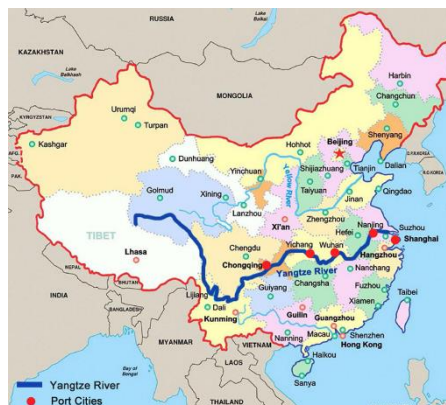 RUSSIA
Lake Baikal
KAZAKHSTAN
Lake Balkhash
MONGOLIA
Harbin
Changchun
Urumqi
Turpan
KYRGYZSTAN
Shenyang
Hohhot
Beijing
Kashgar
Dunhuang
Tianjin
Dalian
Yinchuan
Shijiazhuang
Yellow River
Taiyuan
Golmud
Xining
Jinan
Qingdao
Lanzhou
Zhengzhou
Xi'an
Nanjing
Suzhou
TIBET
Hefei
Shanghai
Yichang
Wuhan
Lhasa
Chengdu
Hangzhou
Chongqing
Yangtze River
Nanchang
NEPAL
BHUTAN
Lijiang
Guiyang
Changsha
Fuzhou
Dali
Xiamen
Taipei
INDIA
Kunming
Guilin
Guangzhou
BANGLADESH
Nanning
Macau
Shenzhen
Hong Kong
MYANMAR
VIETNAM
Haikou
LAOS
Bay of
Bengal
Sanya
THAILAND
Yangtze River
Port Cities